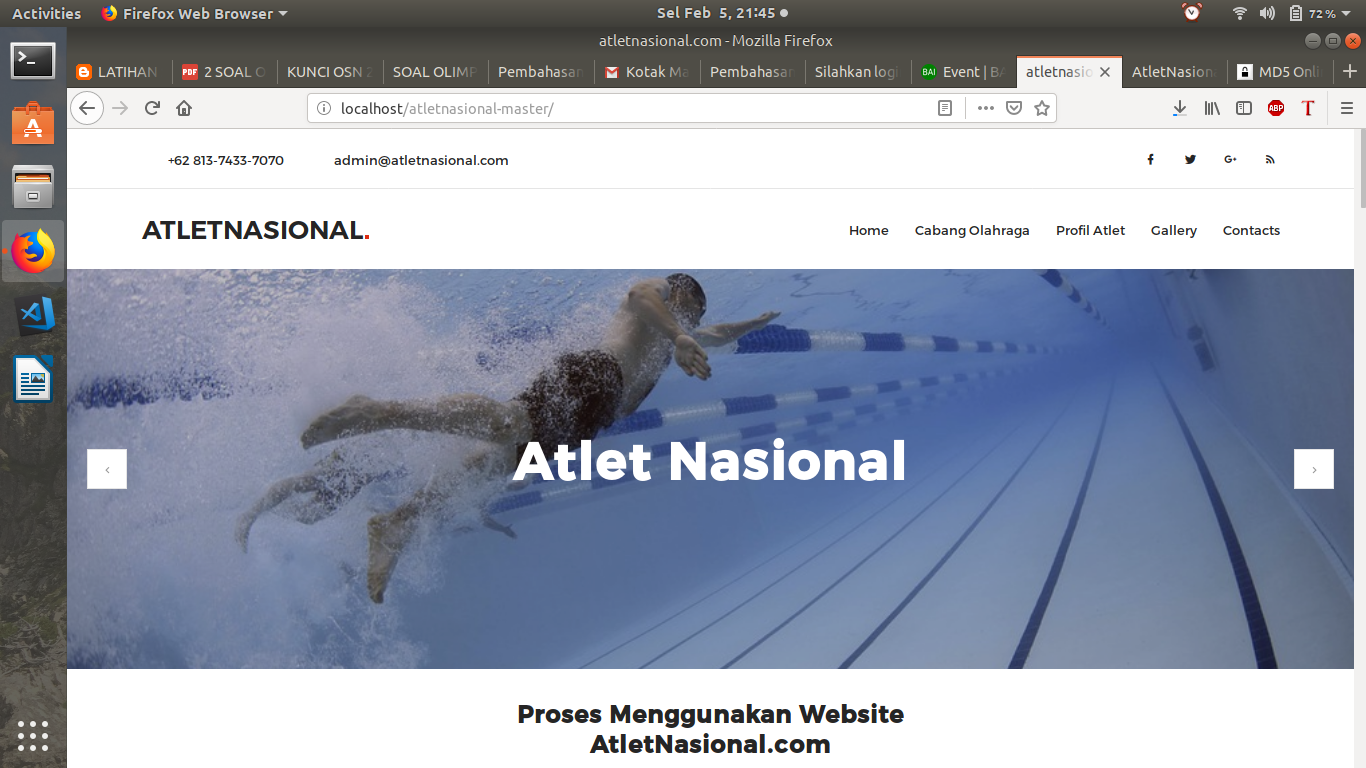 Activities Firefox Web Browser Sel Feb 5, 21:45 72%
atletnasional.com - Mozilla Firefox
LATIHAN 2 SOAL O KUNCI OSN 2 SOAL OLIMP Pembahasan Kotak Ma Pembahasan Silahkan logi Event | BA atletnasio AtletNasion MD5 Onli
localhost/atletnasional-master/ ABP T
+62 813-7433-7070 admin@atletnasional.com
ATLETNASIONAL. Home Cabang Olahraga Profil Atlet Gallery Contacts
Atlet Nasional
Proses Menggunakan Website
AtletNasional.com